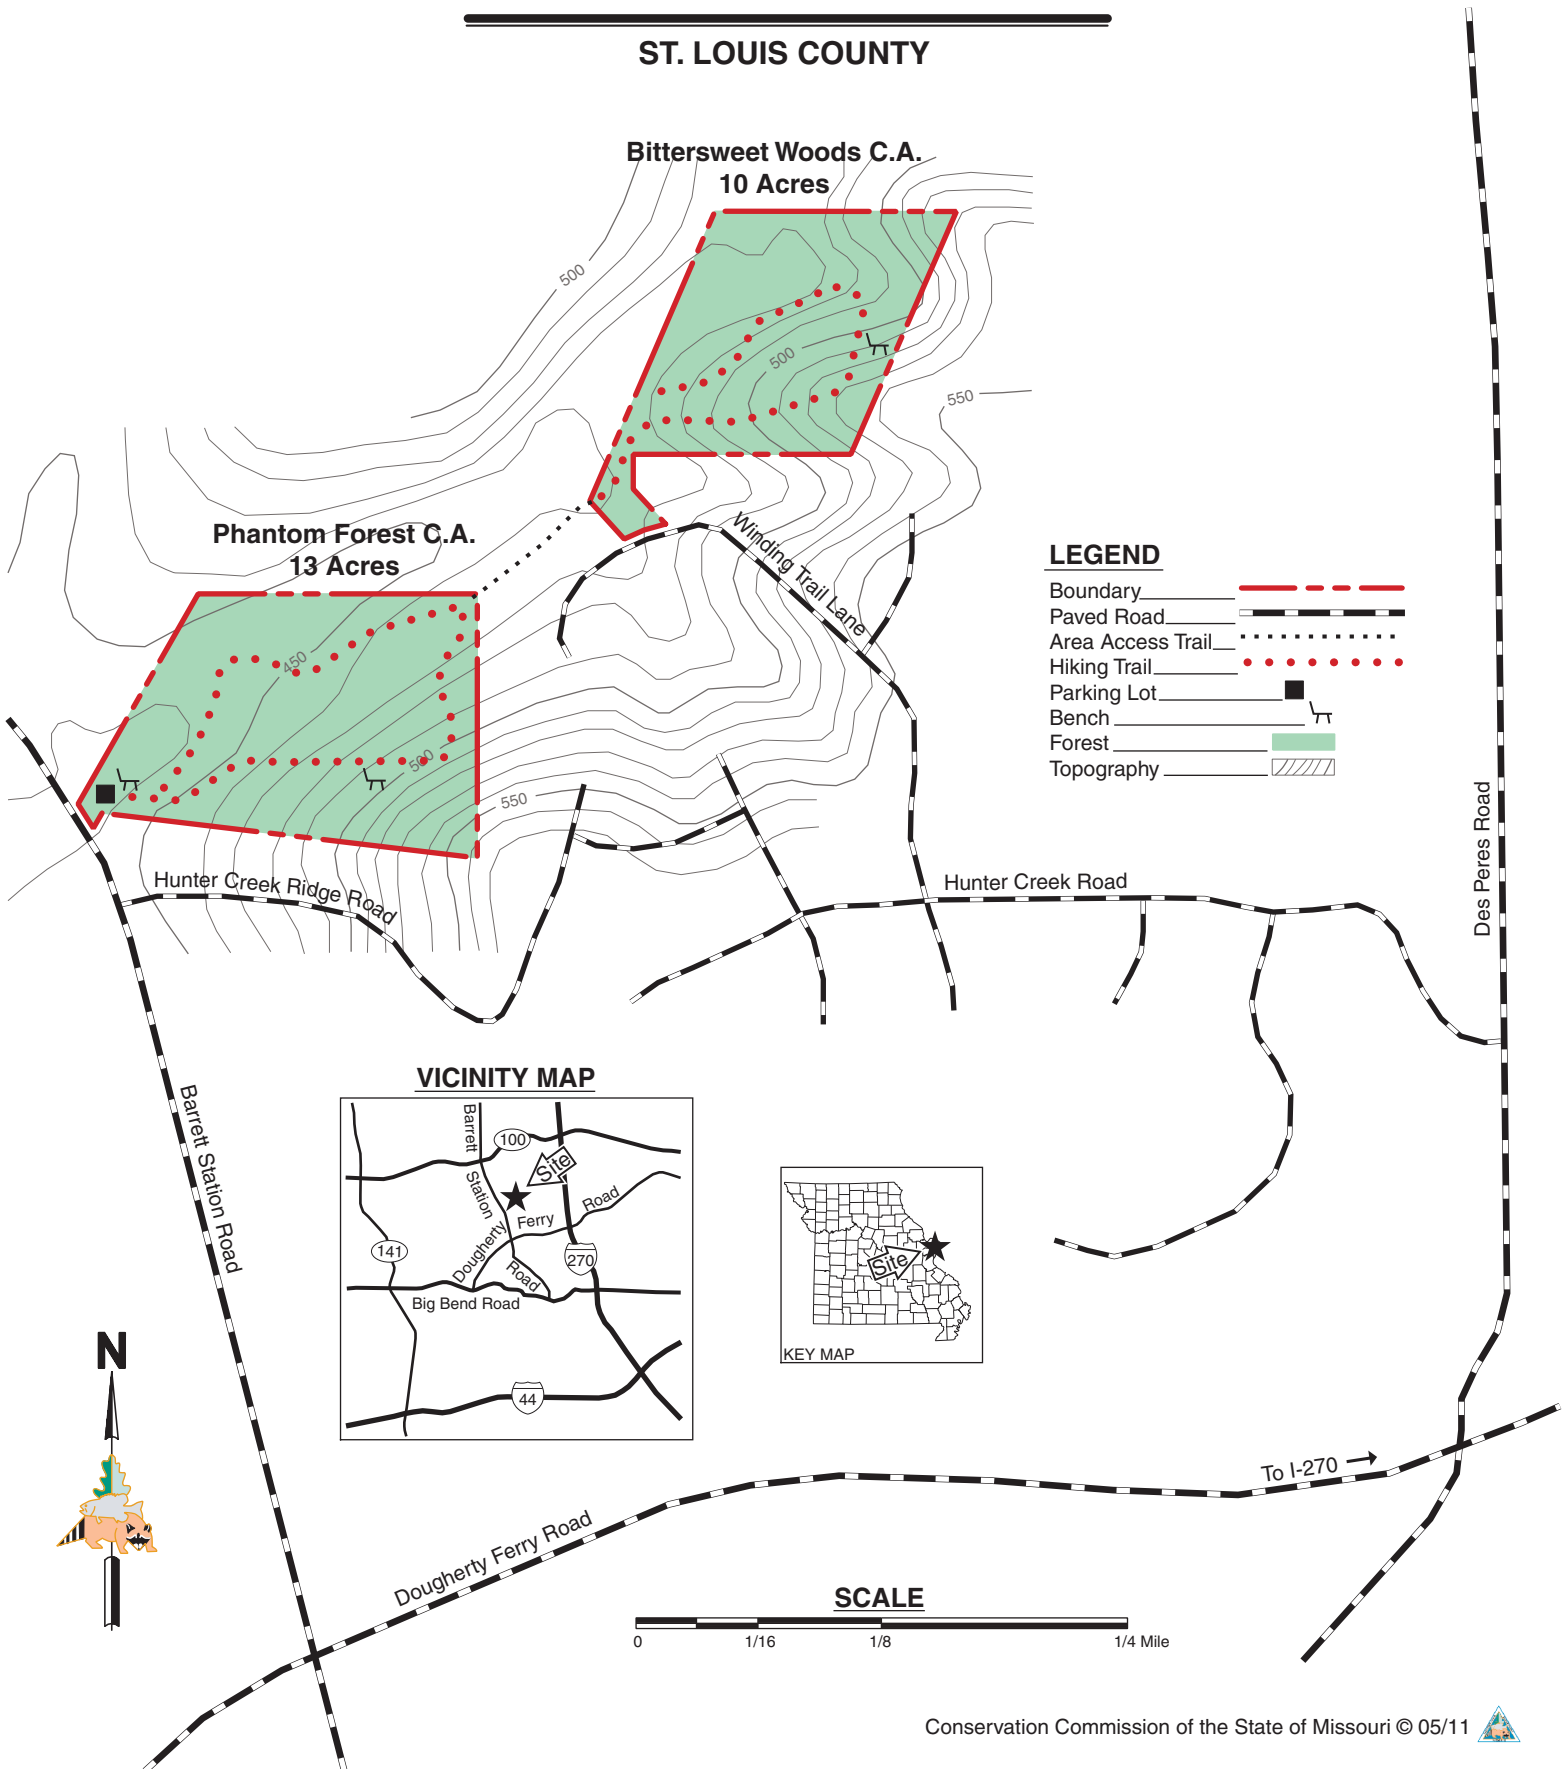 ST. LOUIS COUNTY
Bittersweet Woods C.A.
10 Acres
500
500
550
Phantom Forest C.A.
13 Acres
450
500
550
Winding Trail Lane
LEGEND
Boundary
Paved Road
Area Access Trail
Hiking Trail
Parking Lot
Bench
Forest
Topography
Des Peres Road
Hunter Creek Ridge Road
Hunter Creek Road
Barrett Station Road
VICINITY MAP
Barrett
Station
Road
100
Site
Dougherty
Ferry
Road
141
270
Big Bend Road
44
Site
KEY MAP
N
To I-270
Dougherty Ferry Road
SCALE
0 1/16 1/8 1/4 Mile
Conservation Commission of the State of Missouri © 05/11